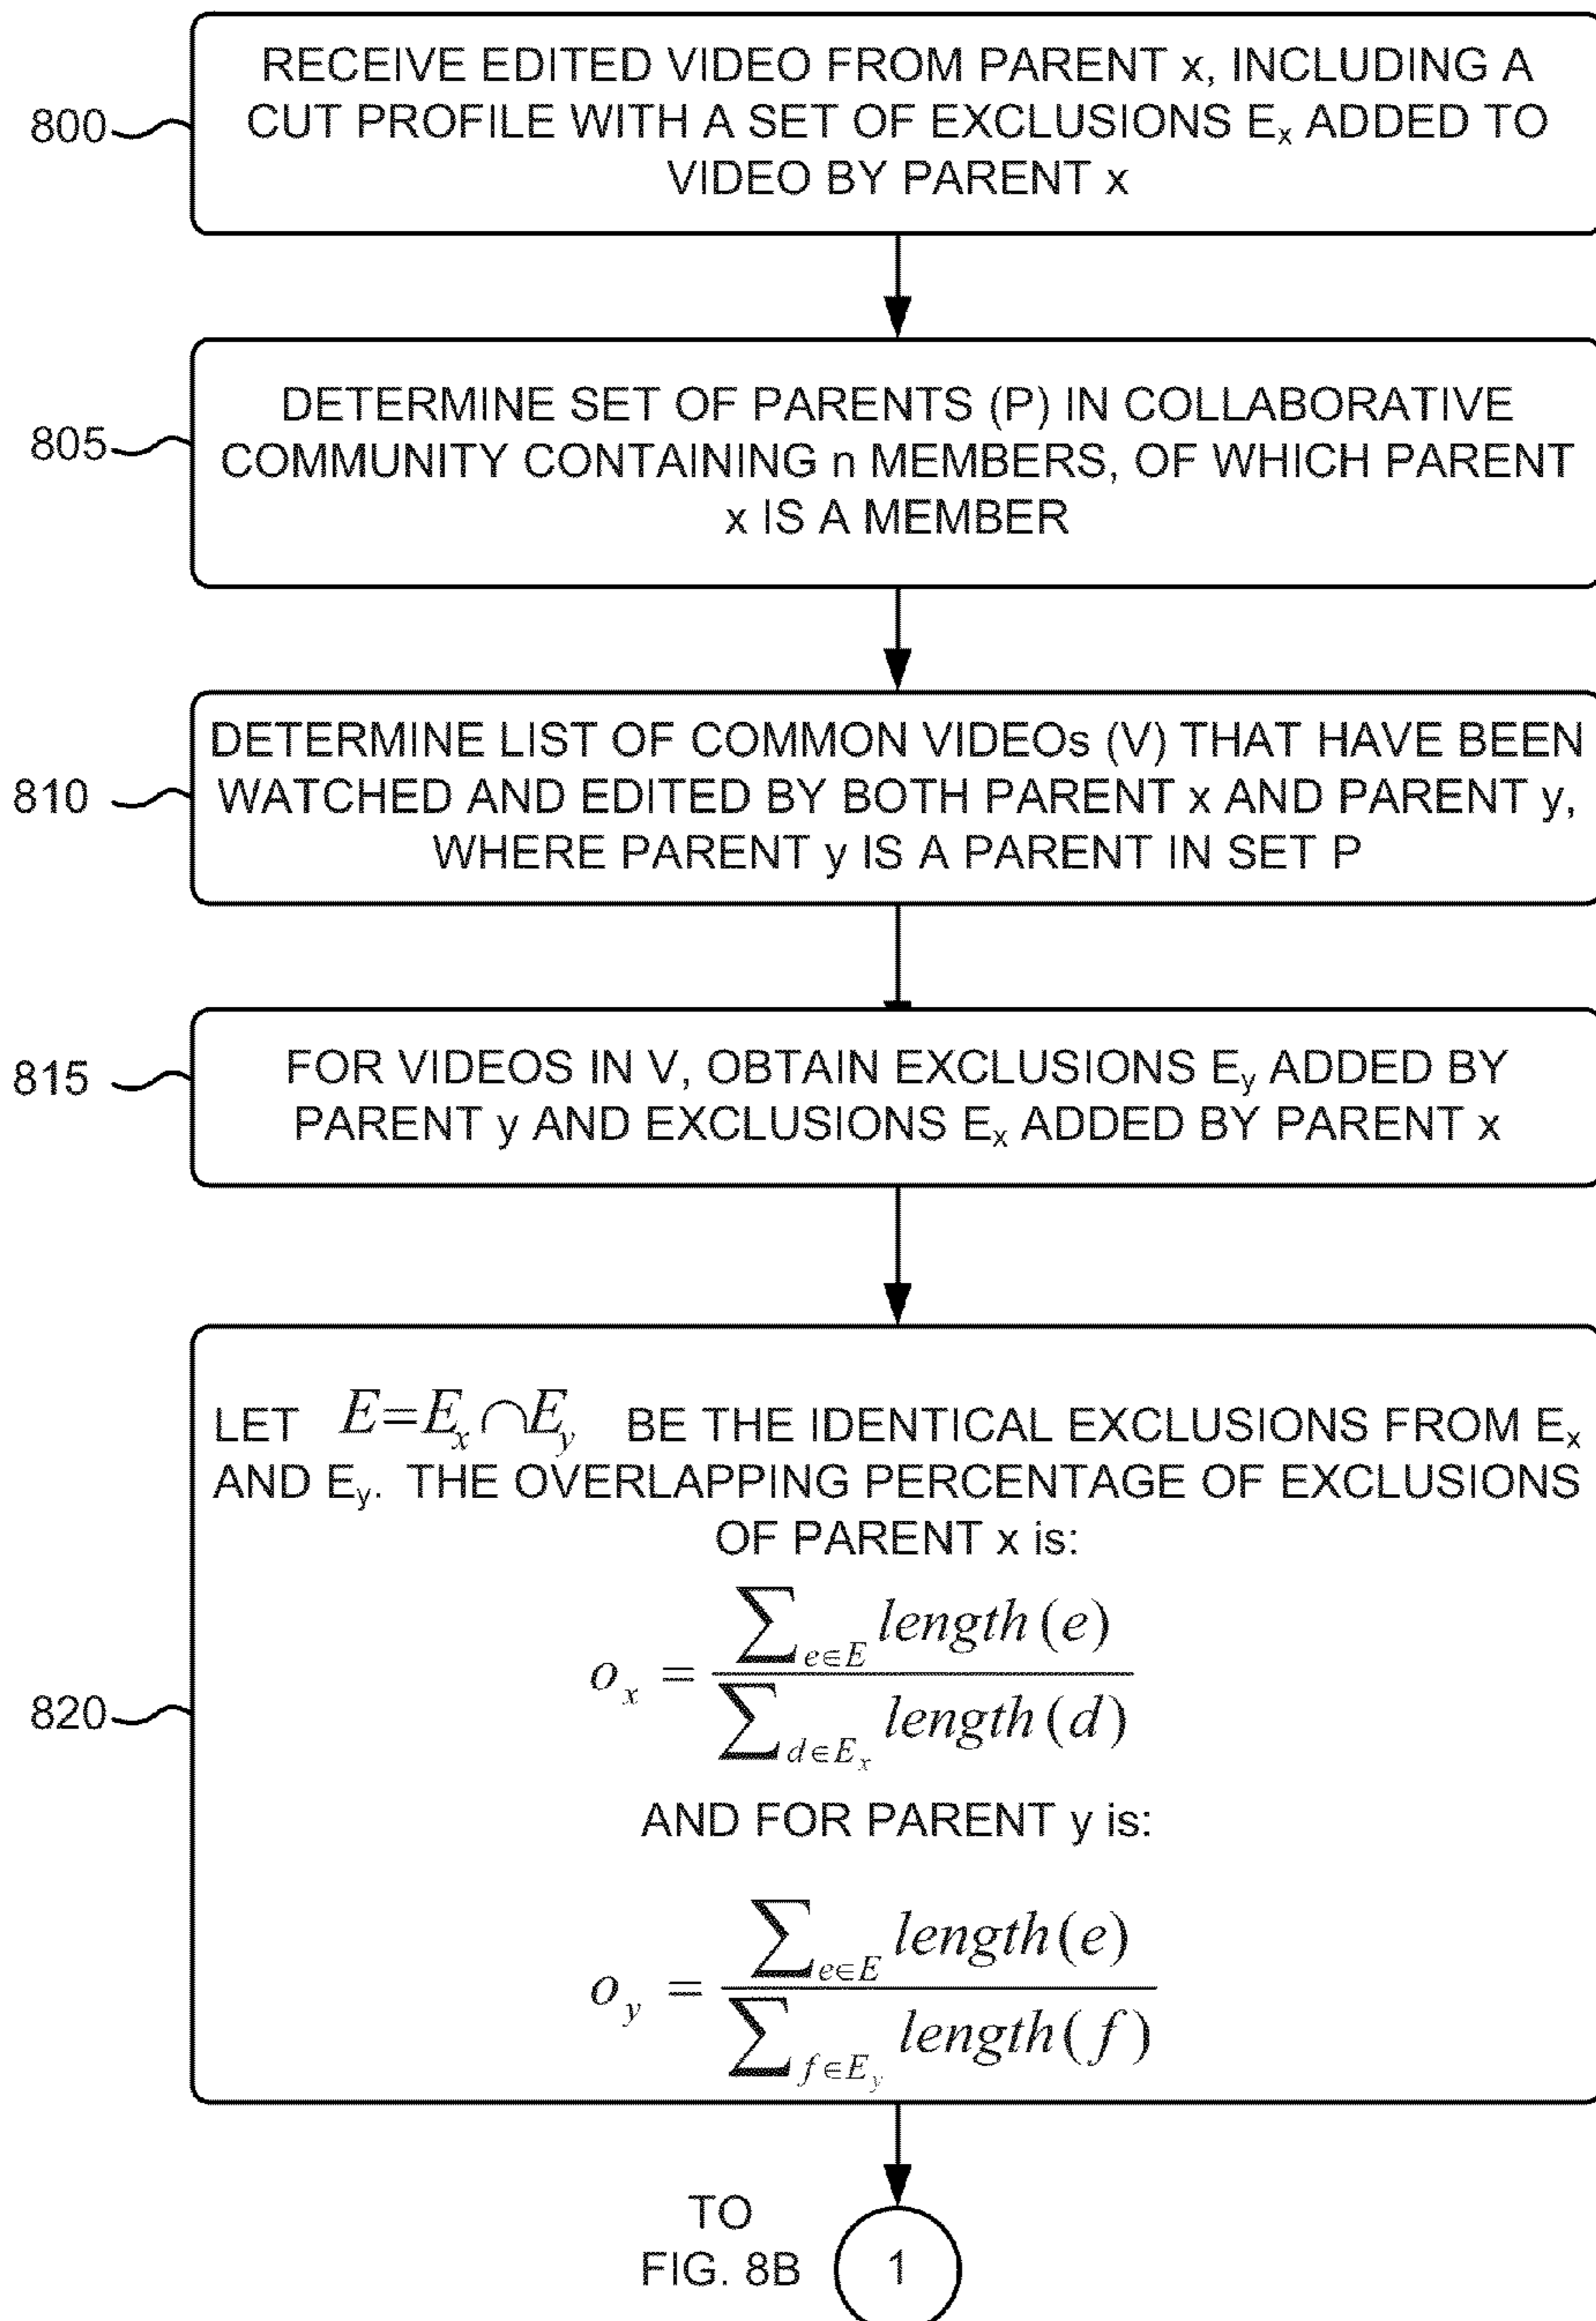 RECEIVE EDITED VIDEO FROM PARENT x, INCLUDING A
800
CUT PROFILE WITH A SET OF EXCLUSIONS Eₓ ADDED TO
VIDEO BY PARENT x
DETERMINE SET OF PARENTS (P) IN COLLABORATIVE
805
COMMUNITY CONTAINING n MEMBERS, OF WHICH PARENT
x IS A MEMBER
DETERMINE LIST OF COMMON VIDEOs (V) THAT HAVE BEEN
810
WATCHED AND EDITED BY BOTH PARENT x AND PARENT y,
WHERE PARENT y IS A PARENT IN SET P
815
FOR VIDEOS IN V, OBTAIN EXCLUSIONS E_y ADDED BY
PARENT y AND EXCLUSIONS Eₓ ADDED BY PARENT x
LET E=Eₓ∩E_y BE THE IDENTICAL EXCLUSIONS FROM Eₓ
AND E_y. THE OVERLAPPING PERCENTAGE OF EXCLUSIONS
OF PARENT x is:
∑e∈E length(e)
oₓ =
∑d∈Eₓ length(d)
820
AND FOR PARENT y is:
∑e∈E length(e)
o_y =
∑f∈E_y length(f)
TO
FIG. 8B
1